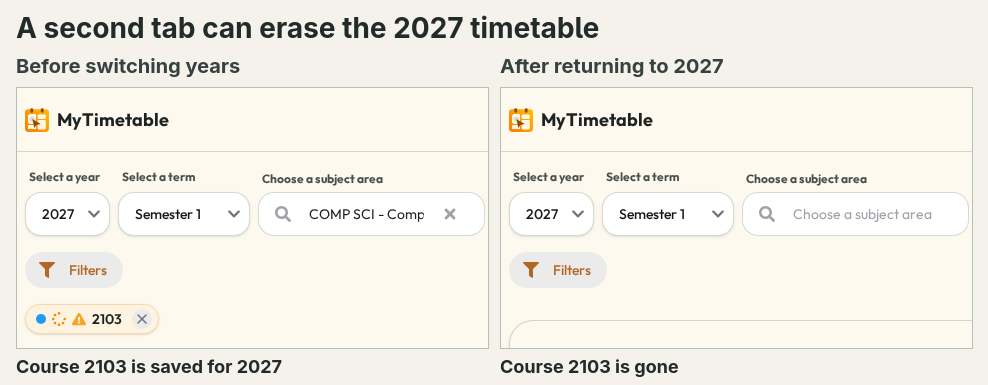 A second tab can erase the 2027 timetable
Before switching years
MyTimetable
Select a year
Select a term
Choose a subject area
2027
Semester 1
COMP SCI - Comp
Filters
2103
Course 2103 is saved for 2027
After returning to 2027
MyTimetable
Select a year
Select a term
Choose a subject area
2027
Semester 1
Choose a subject area
Filters
Course 2103 is gone